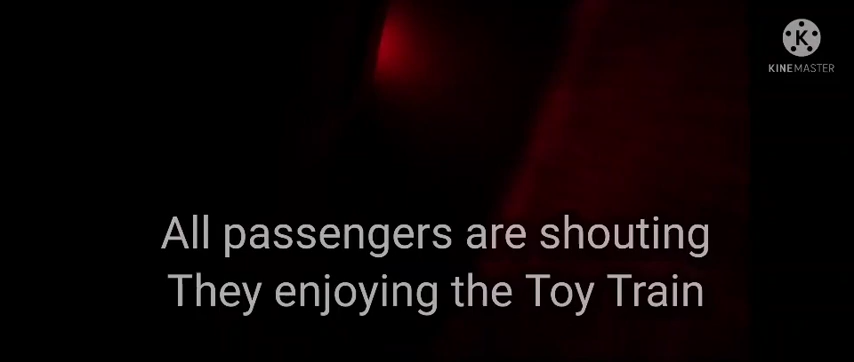 K
KINEMASTER
All passengers are shouting
They enjoying the Toy Train